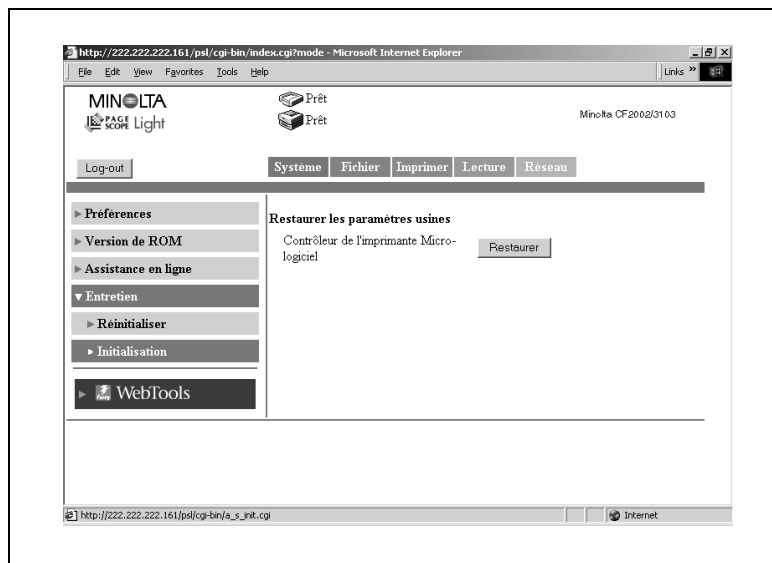 http://222.222.222.161/psl/cgi-bin/index.cgi?mode - Microsoft Internet Explorer
File Edit View Favorites Tools Help
Links »
MINOLTA
PAGE SCOPE Light
Prêt
Prêt
Minolta CF2002/3103
Log-out
Système Fichier Imprimer Lecture Réseau
Préférences
Version de ROM
Assistance en ligne
Entretien
Réinitialiser
Initialisation
WebTools
Restaurer les paramètres usines
Contrôleur de l'imprimante Micro-
logiciel
Restaurer
http://222.222.222.161/psl/cgi-bin/a_s_init.cgi
Internet